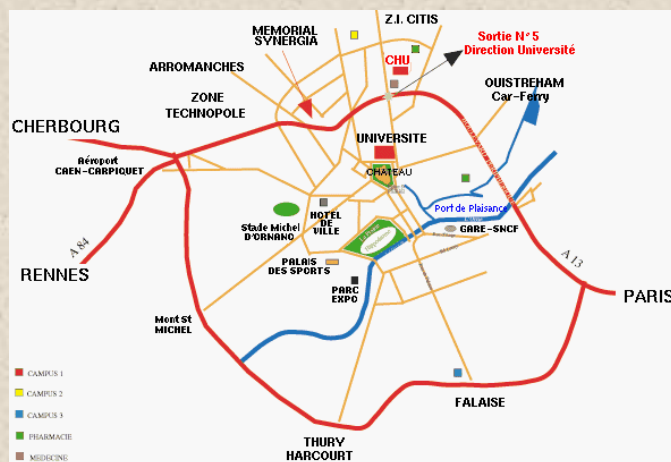 Z.I. CITIS
MEMORIAL
SYNERGIA
Sortie N° 5
Direction Université
CHU
ARROMANCHES
OUISTREHAM
Car-Ferry
ZONE
TECHNOPOLE
CHERBOURG
UNIVERSITE
Aéroport
CAEN-CARPIQUET
CHATEAU
Port de Plaisance
HOTEL
DE
VILLE
Stade Michel
D'ORNANO
GARE-SNCF
A 84
PALAIS
DES SPORTS
A 13
RENNES
PARC
EXPO
PARIS
Mont St
MICHEL
CAMPUS 1
CAMPUS 2
CAMPUS 3
PHARMACIE
MEDECINE
FALAISE
THURY
HARCOURT